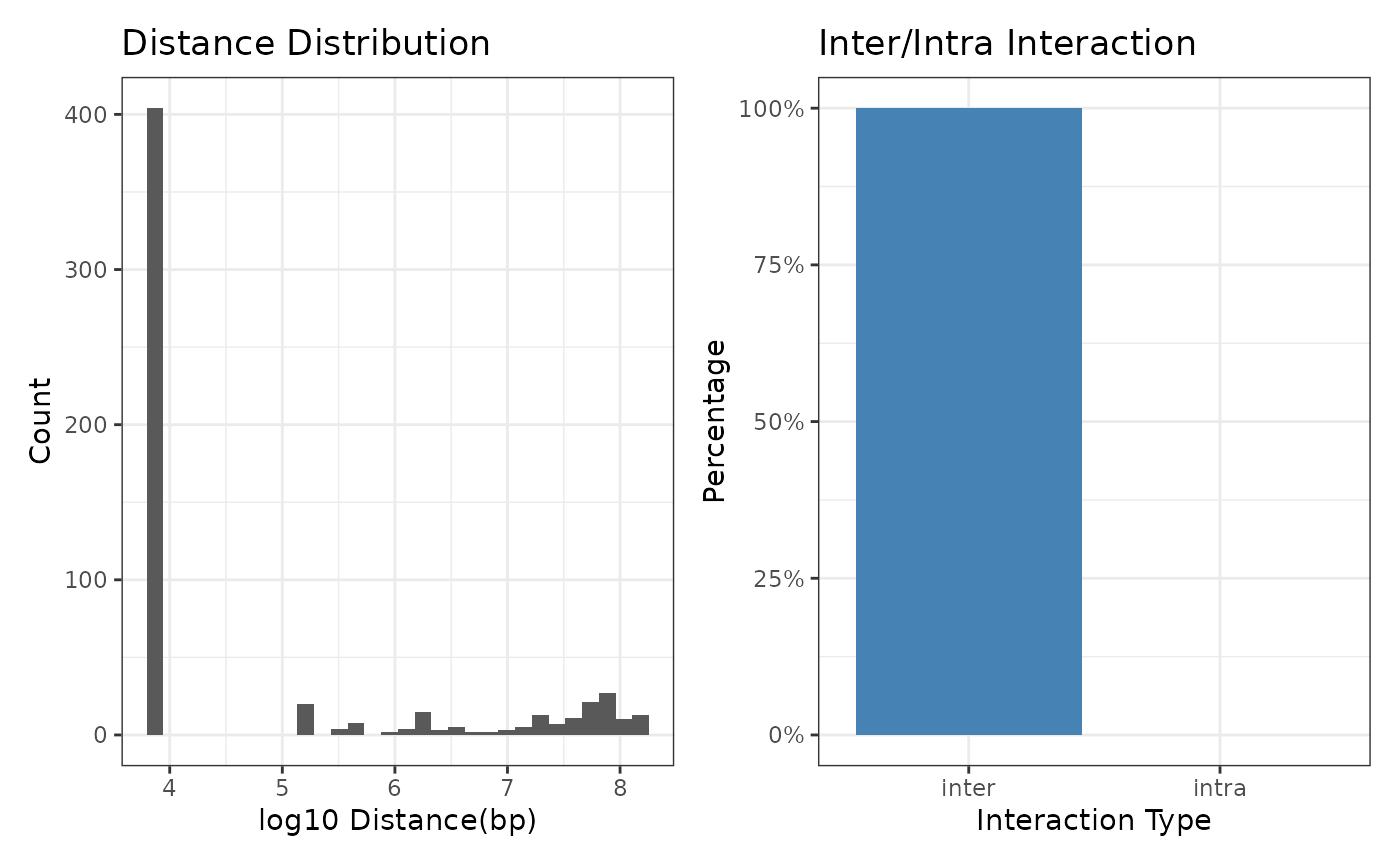 Distance Distribution
Count
400
300
200
100
0
4 5 6 7 8
log10 Distance(bp)
Inter/Intra Interaction
Percentage
100%
75%
50%
25%
0%
inter intra
Interaction Type